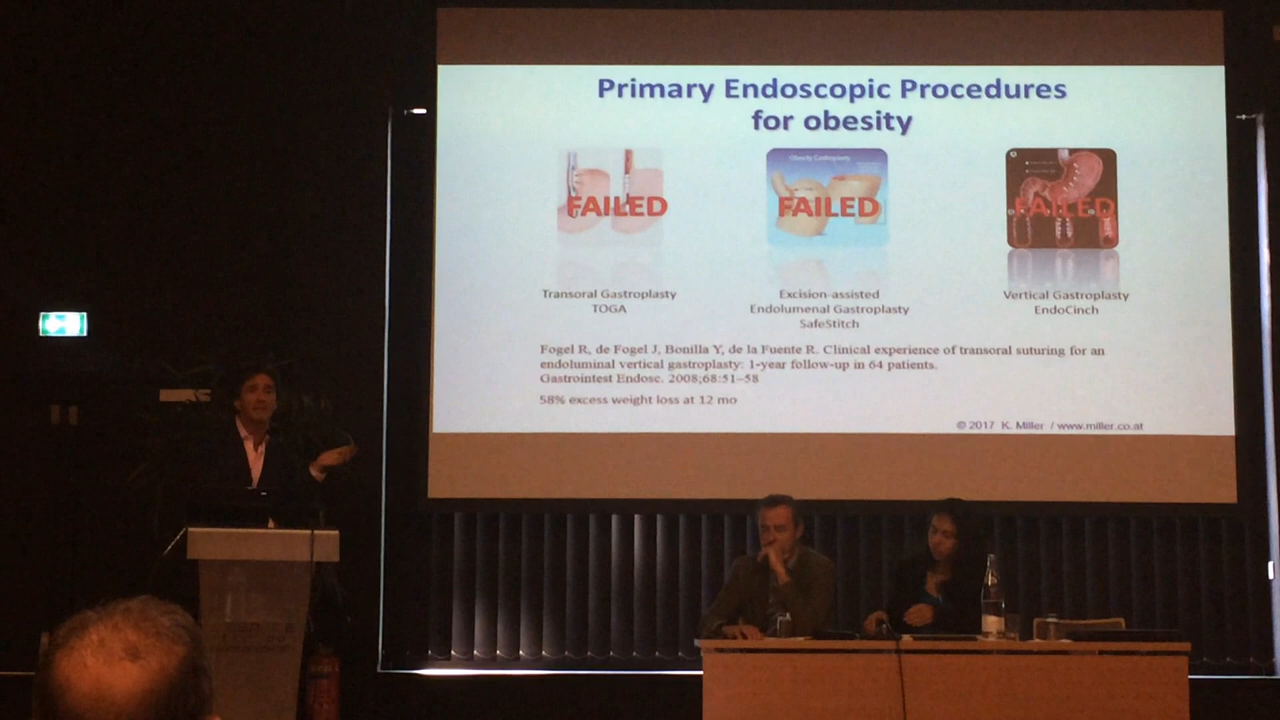 Primary Endoscopic Procedures
for obesity
FAILED
FAILED
FAILED
Transoral Gastroplasty
TOGA
Excision-assisted
Endolumenal Gastroplasty
SafeStitch
Vertical Gastroplasty
EndoCinch
Fogel R, de Fogel J, Bonilla Y, de la Fuente R. Clinical experience of transoral suturing for an
endoluminal vertical gastroplasty: 1-year follow-up in 64 patients.
Gastrointest Endosc. 2008;68:51–58
58% excess weight loss at 12 mo
© 2017 K. Miller / www.miller.co.at